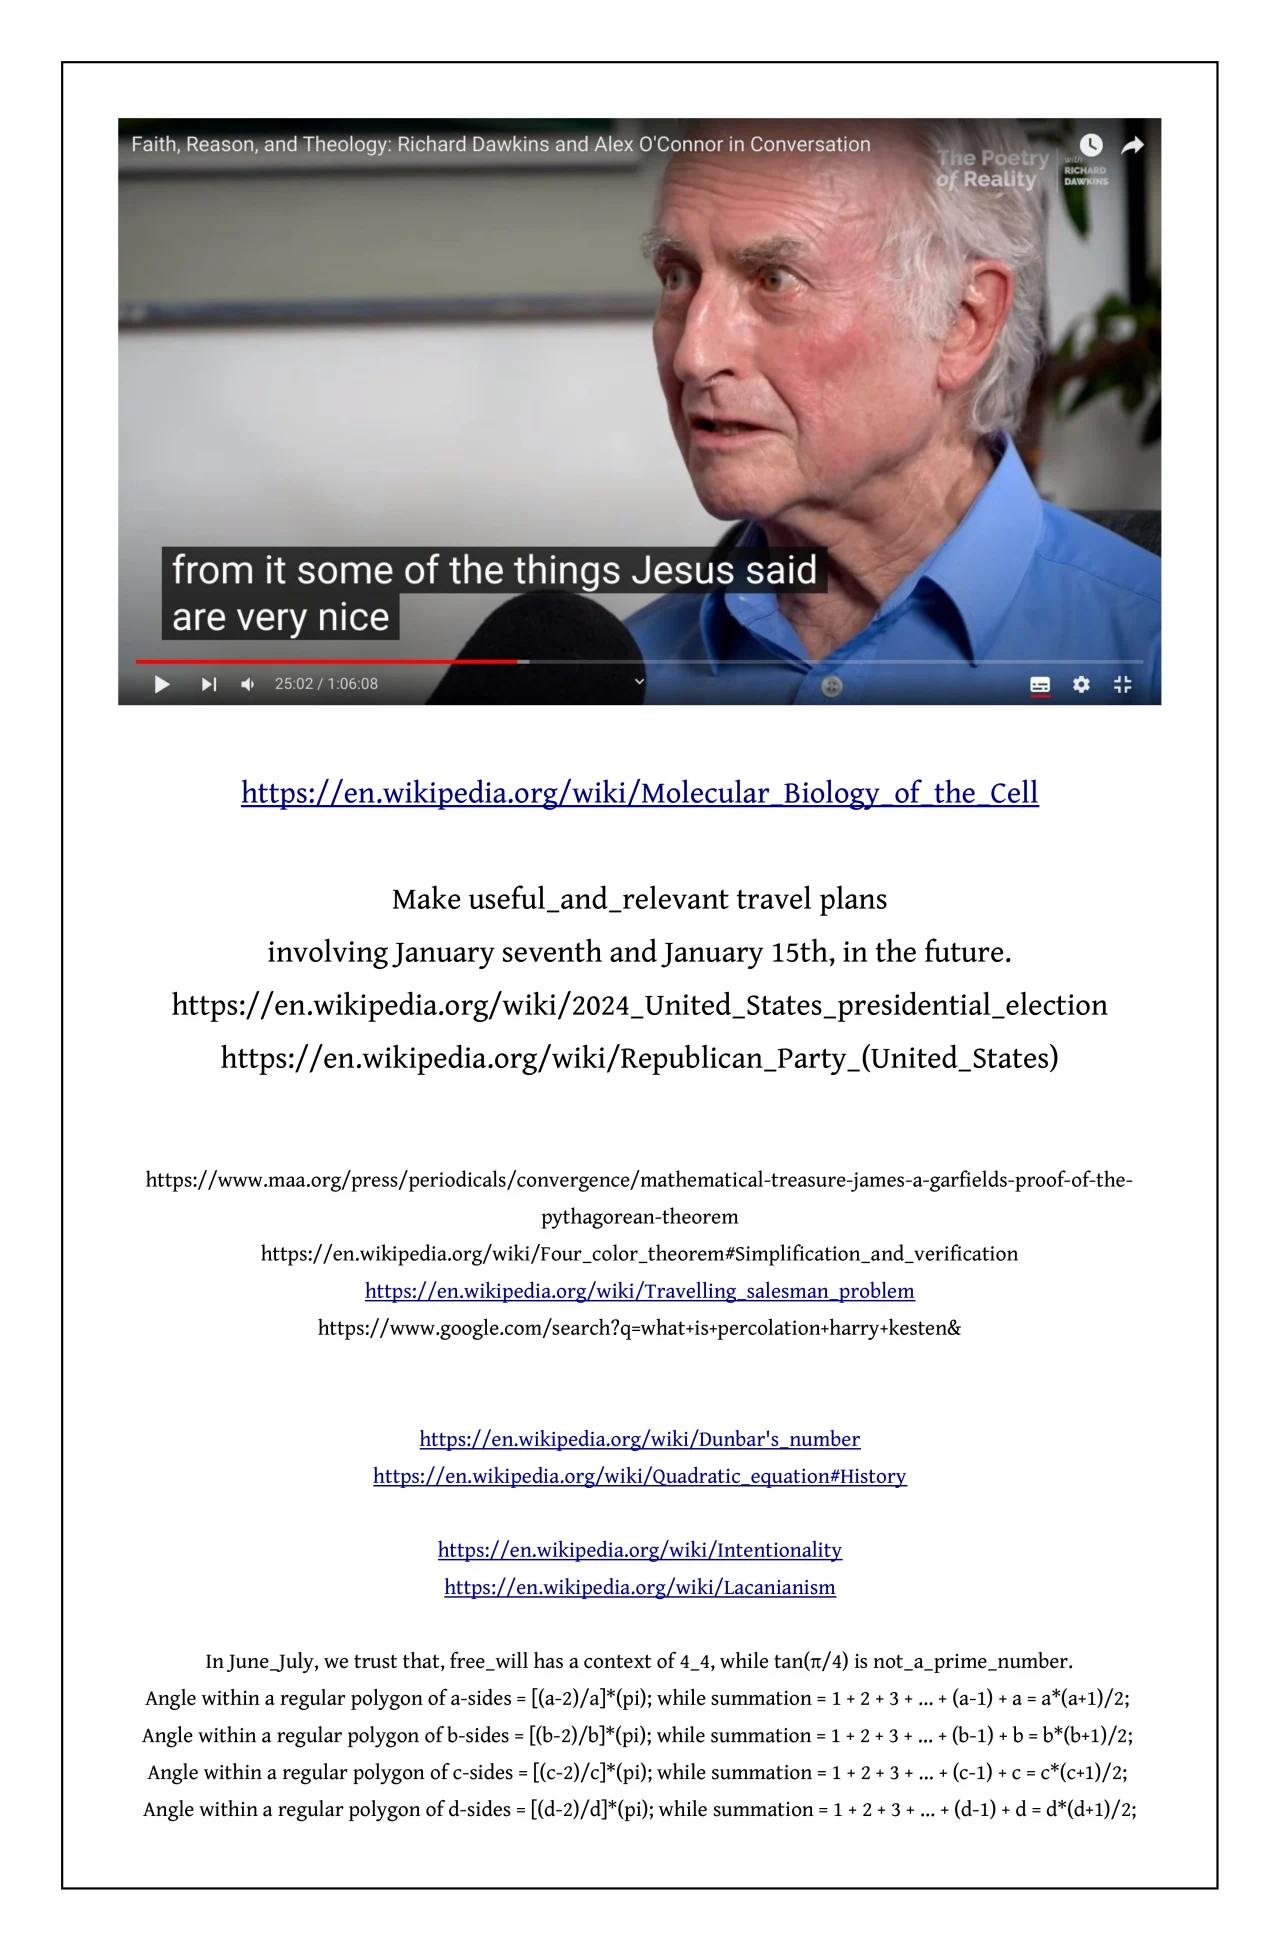 Faith, Reason, and Theology: Richard Dawkins and Alex O'Connor in Conversation
The Poetry
of Reality
with
RICHARD
DAWKINS
from it some of the things Jesus said
are very nice
25:02 / 1:06:08
https://en.wikipedia.org/wiki/Molecular_Biology_of_the_Cell
Make useful_and_relevant travel plans
involving January seventh and January 15th, in the future.
https://en.wikipedia.org/wiki/2024_United_States_presidential_election
https://en.wikipedia.org/wiki/Republican_Party_(United_States)
https://www.maa.org/press/periodicals/convergence/mathematical-treasure-james-a-garfields-proof-of-the-
pythagorean-theorem
https://en.wikipedia.org/wiki/Four_color_theorem#Simplification_and_verification
https://en.wikipedia.org/wiki/Travelling_salesman_problem
https://www.google.com/search?q=what+is+percolation+harry+kesten&
https://en.wikipedia.org/wiki/Dunbar's_number
https://en.wikipedia.org/wiki/Quadratic_equation#History
https://en.wikipedia.org/wiki/Intentionality
https://en.wikipedia.org/wiki/Lacanianism
In June_July, we trust that, free_will has a context of 4_4, while tan(π/4) is not_a_prime_number.
Angle within a regular polygon of a-sides = [(a-2)/a]*(pi); while summation = 1 + 2 + 3 + ... + (a-1) + a = a*(a+1)/2;
Angle within a regular polygon of b-sides = [(b-2)/b]*(pi); while summation = 1 + 2 + 3 + ... + (b-1) + b = b*(b+1)/2;
Angle within a regular polygon of c-sides = [(c-2)/c]*(pi); while summation = 1 + 2 + 3 + ... + (c-1) + c = c*(c+1)/2;
Angle within a regular polygon of d-sides = [(d-2)/d]*(pi); while summation = 1 + 2 + 3 + ... + (d-1) + d = d*(d+1)/2;